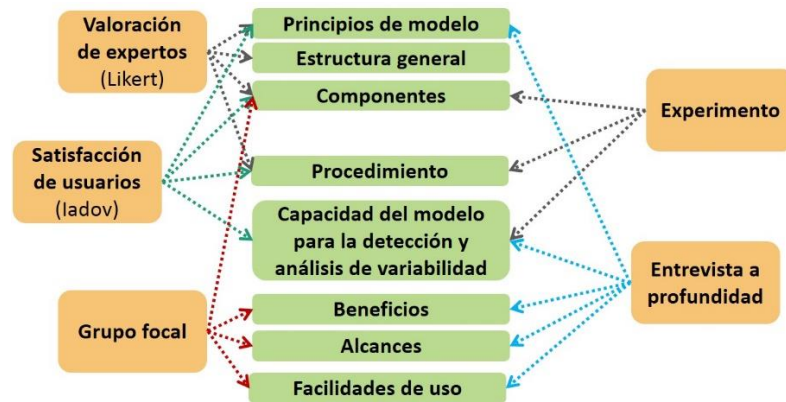 Valoración
de expertos
(Likert)
Satisfacción
de usuarios
(Iadov)
Grupo focal
Principios de modelo
Estructura general
Componentes
Procedimiento
Capacidad del modelo
para la detección y
análisis de variabilidad
Beneficios
Alcances
Facilidades de uso
Experimento
Entrevista a
profundidad